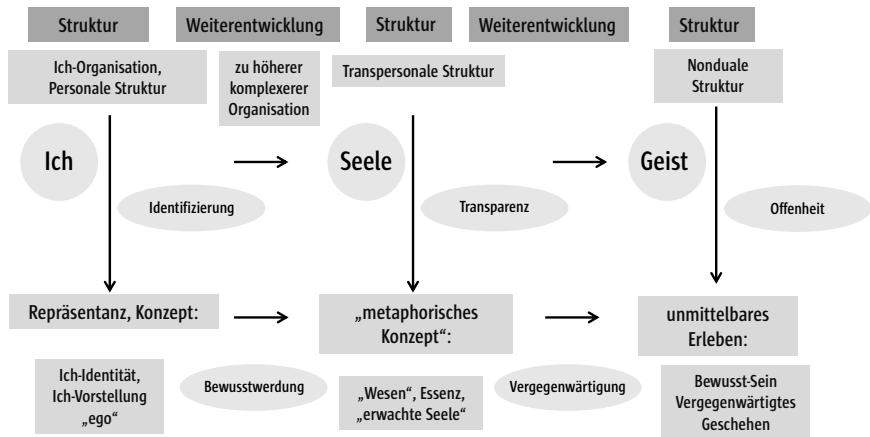 Struktur
Weiterentwicklung
Struktur
Weiterentwicklung
Struktur
Ich-Organisation,
Personale Struktur
zu höherer
komplexerer
Organisation
Transpersonale Struktur
Nonduale
Struktur
Ich
Seele
Geist
Identifizierung
Transparenz
Offenheit
Repräsentanz, Konzept:
„metaphorisches
Konzept“:
unmittelbares
Erleben:
Ich-Identität,
Ich-Vorstellung
„ego“
Bewusstwerdung
„Wesen“, Essenz,
„erwachte Seele“
Vergegenwärtigung
Bewusst-Sein
Vergegenwärtigtes
Geschehen